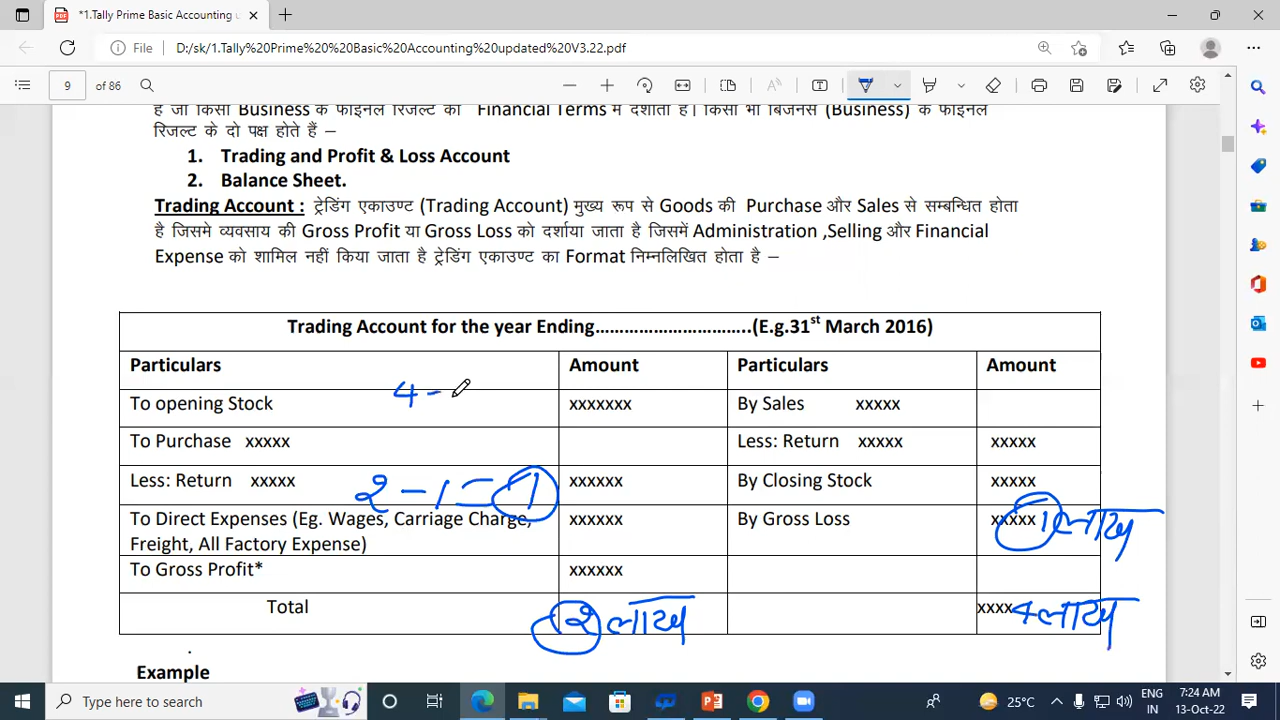 *1.Tally Prime Basic Accounting u
File D:/sk/1.Tally%20Prime%20%20Basic%20Accounting%20updated%20V3.22.pdf
9 of 86
है जो किसी Business के फाईनल रिजल्ट को Financial Terms में दर्शाता है। किसी भी बिजनेस (Business) के फाईनल
रिजल्ट के दो पक्ष होते हैं –
1. Trading and Profit & Loss Account
2. Balance Sheet.
Trading Account : ट्रेडिंग एकाउण्ट (Trading Account) मुख्य रूप से Goods की Purchase और Sales से सम्बन्धित होता
है जिसमे व्यवसाय की Gross Profit या Gross Loss को दर्शाया जाता है जिसमें Administration ,Selling और Financial
Expense को शामिल नहीं किया जाता है ट्रेडिंग एकाउण्ट का Format निम्नलिखित होता है –
Trading Account for the year Ending…………………………..(E.g.31st March 2016)
Particulars Amount Particulars Amount
4 -
To opening Stock xxxxxxx By Sales xxxxx
To Purchase xxxxx Less: Return xxxxx xxxxx
Less: Return xxxxx 2 - 1 = 1 xxxxxx By Closing Stock xxxxx
To Direct Expenses (Eg. Wages, Carriage Charge, xxxxxx By Gross Loss xxxxx 1 लाख
Freight, All Factory Expense)
To Gross Profit* xxxxxx
Total 2 लाख xxxx 4 लाख
Example
Type here to search 25°C ENG 7:24 AM
IN 13-Oct-22